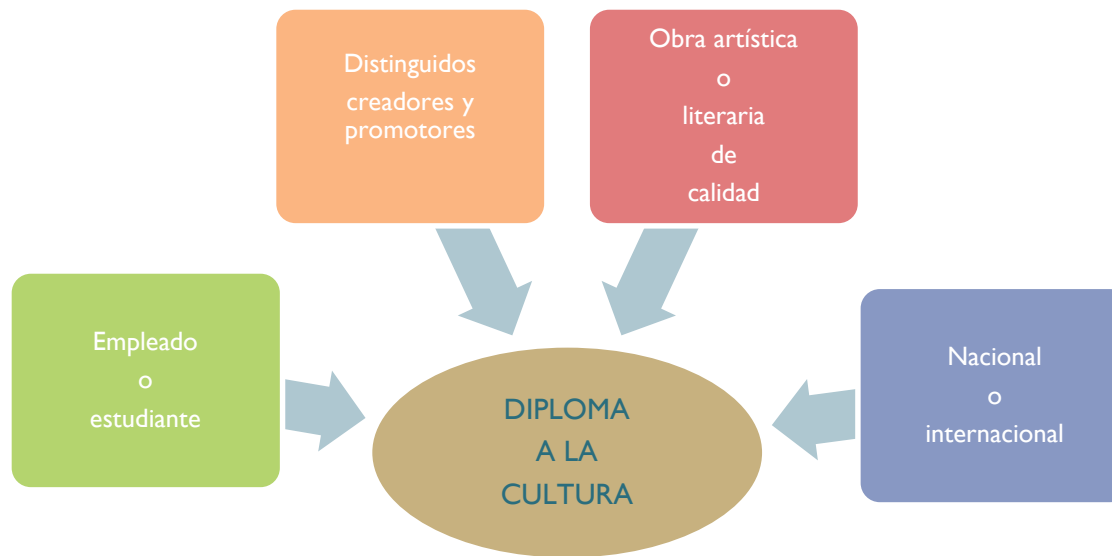 Distinguidos
creadores y
promotores
Obra artística
o
literaria
de
calidad
Empleado
o
estudiante
Nacional
o
internacional
DIPLOMA
A LA
CULTURA